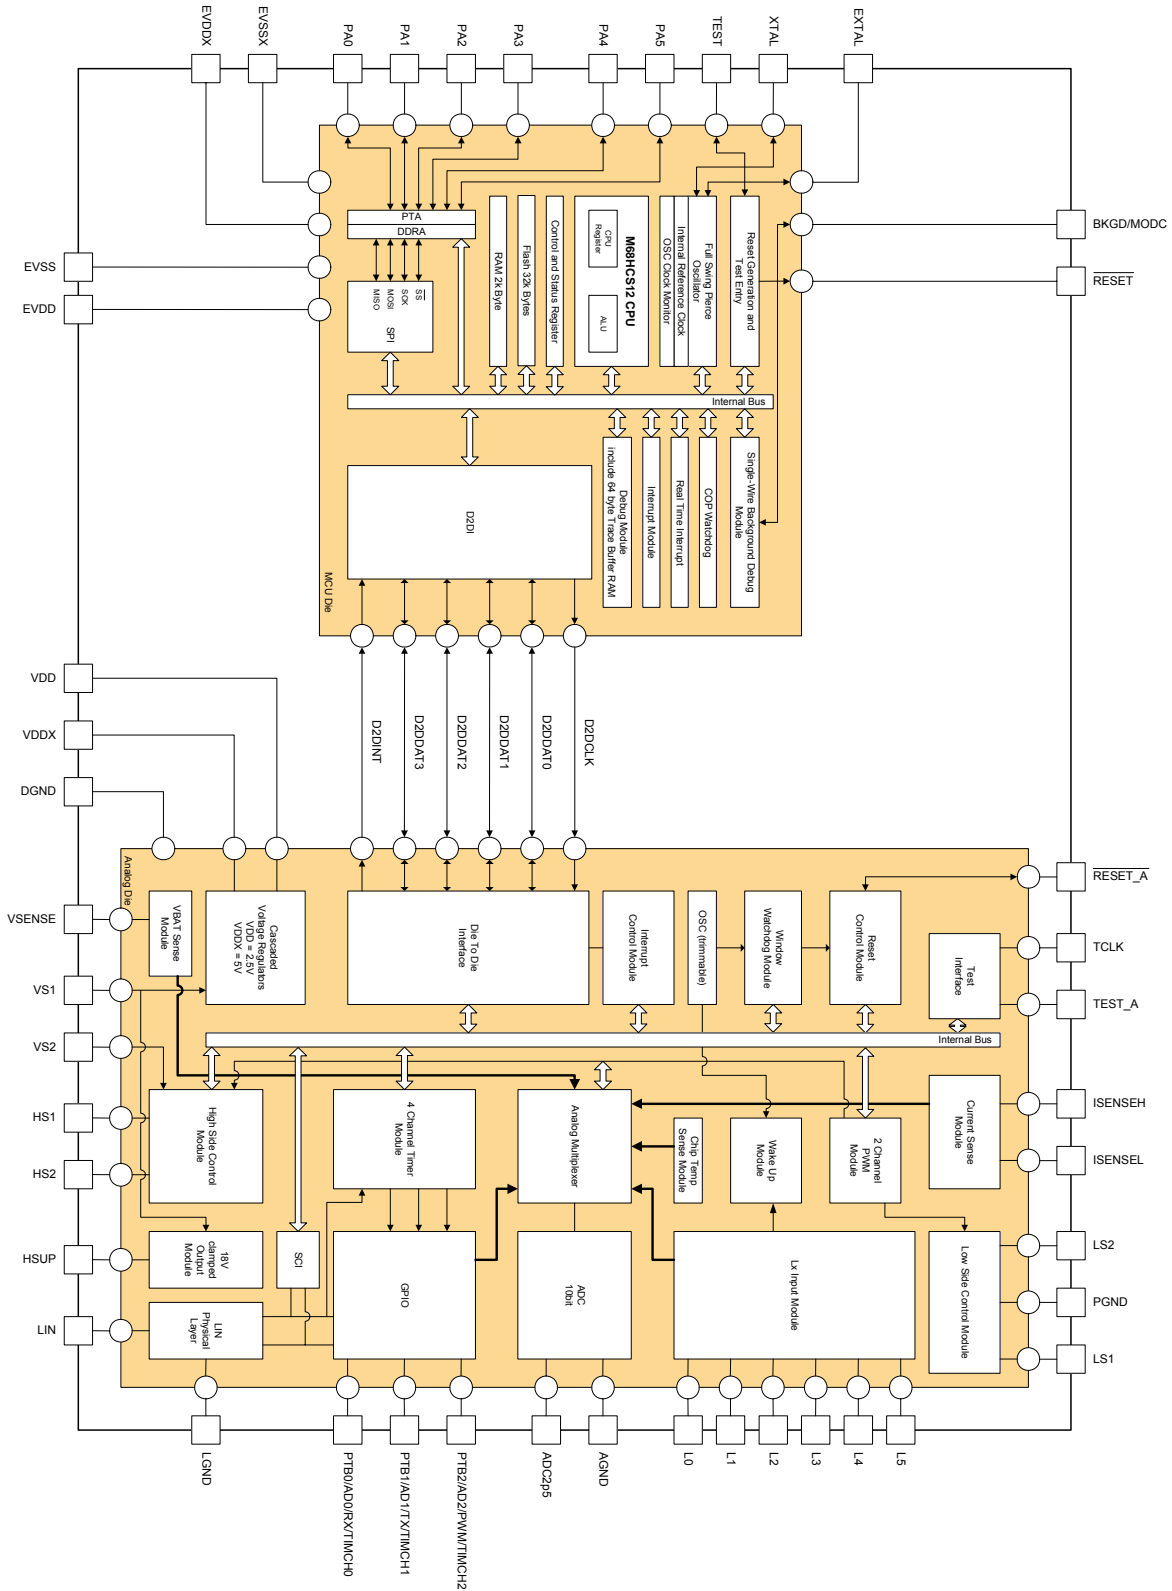 EVDDX
EVSSX
PA0
PA1
PA2
PA3
PA4
PA5
TEST
XTAL
EXTAL
EVSS
EVDD
BKGD/MODC
RESET
PTA
DDRA
MISO
MOSI
SCK
SS
SPI
RAM 2k Byte
Flash 32k Bytes
Control and Status Register
M68HCS12 CPU
CPU
Register
ALU
OSC Clock Monitor
Internal Reference Clock
Full Swing Pierce
Oscillator
Reset Generation and
Test Entry
Internal Bus
D2DI
Debug Module
include 64 byte Trace Buffer RAM
Interrupt Module
Real Time Interrupt
COP Watchdog
Single-Wire Background Debug
Module
MCU Die
D2DINT
D2DDAT3
D2DDAT2
D2DDAT1
D2DDAT0
D2DCLK
VDD
VDDX
DGND
VSENSE
VS1
VS2
HS1
HS2
HSUP
LIN
RESET_A
TCLK
TEST_A
ISENSEH
ISENSEL
LS2
PGND
LS1
Analog Die
VBAT Sense
Module
Cascaded
Voltage Regulators
VDD = 2.5V
VDDX = 5V
Die To Die
Interface
Interrupt
Control Module
OSC (trimmable)
Window
Watchdog Module
Reset
Control Module
Test
Interface
Internal Bus
High Side Control
Module
4 Channel Timer
Module
Analog Multiplexer
Chip Temp
Sense Module
Wake Up
Module
2 Channel
PWM
Module
Current Sense
Module
18V
clamped
Output
Module
SCI
GPIO
ADC
10bit
Lx Input Module
Low Side Control Module
LIN
Physical
Layer
LGND
PTB0/AD0/RX/TIMCH0
PTB1/AD1/TX/TIMCH1
PTB2/AD2/PWM/TIMCH2
ADC2p5
AGND
L0
L1
L2
L3
L4
L5